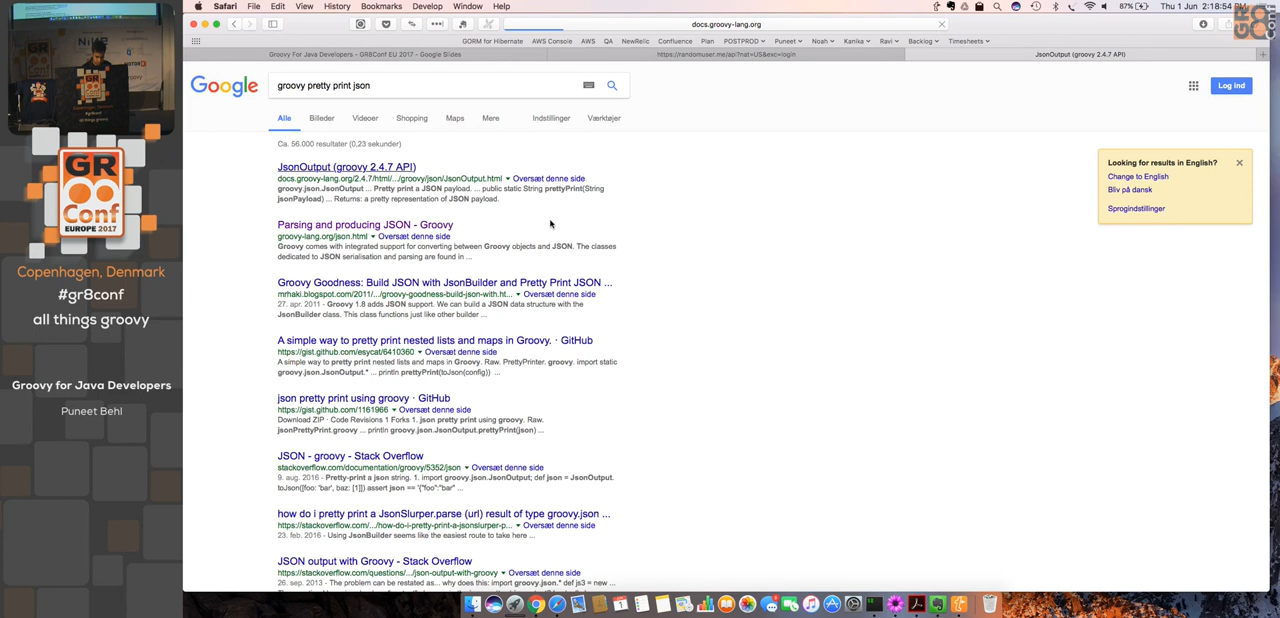 Safari File Edit View History Bookmarks Develop Window Help
87%
Thu 1 Jun 2:18:54
docs.groovy-lang.org
GORM for Hibernate AWS Console AWS QA NewRelic Confluence Plan POSTPROD Puneet Noah Kanika Ravi Backlog Timesheets
Groovy For Java Developers - GR8Conf EU 2017 - Google Slides
https://randomuser.me/api?nat=US&exc=login
JsonOutput (groovy 2.4.7 API)
Google
groovy pretty print json
Log ind
Alle Billeder Videoer Shopping Maps Mere Indstillinger Værktøjer
Ca. 56.000 resultater (0,23 sekunder)
JsonOutput (groovy 2.4.7 API)
docs.groovy-lang.org/2.4.7/html/.../groovy/json/JsonOutput.html Oversæt denne side
groovy.json.JsonOutput ... Pretty print a JSON payload. ... public static String prettyPrint(String
jsonPayload) ... Returns: a pretty representation of JSON payload.
Parsing and producing JSON - Groovy
groovy-lang.org/json.html Oversæt denne side
Groovy comes with integrated support for converting between Groovy objects and JSON. The classes
dedicated to JSON serialisation and parsing are found in ...
Groovy Goodness: Build JSON with JsonBuilder and Pretty Print JSON ...
mrhaki.blogspot.com/2011/.../groovy-goodness-build-json-with.ht... Oversæt denne side
27. apr. 2011 - Groovy 1.8 adds JSON support. We can build a JSON data structure with the
JsonBuilder class. This class functions just like other builder ...
A simple way to pretty print nested lists and maps in Groovy. · GitHub
https://gist.github.com/esycat/6410360 Oversæt denne side
A simple way to pretty print nested lists and maps in Groovy. Raw. PrettyPrinter. groovy. import static
groovy.json.JsonOutput.* ... println prettyPrint(toJson(config)) ...
json pretty print using groovy · GitHub
https://gist.github.com/1161966 Oversæt denne side
Download ZIP · Code Revisions 1 Forks 1. json pretty print using groovy. Raw.
jsonPrettyPrint.groovy ... println groovy.json.JsonOutput.prettyPrint(json) ...
JSON - groovy - Stack Overflow
stackoverflow.com/documentation/groovy/5352/json Oversæt denne side
9. aug. 2016 - Pretty-print a json string. 1. import groovy.json.JsonOutput; def json = JsonOutput.
toJson([foo: 'bar', baz: [1]]) assert json == '{"foo":"bar" ...
how do i pretty print a JsonSlurper.parse (url) result of type groovy.json ...
https://stackoverflow.com/.../how-do-i-pretty-print-a-jsonslurper-p... Oversæt denne side
23. feb. 2016 - Using JsonBuilder seems like the easiest route to take here ...
JSON output with Groovy - Stack Overflow
https://stackoverflow.com/questions/.../json-output-with-groovy Oversæt denne side
26. sep. 2013 - The problem can be restated as... why does this: import groovy.json.* def js3 = new ...
Looking for results in English?
Change to English
Bliv på dansk
Sprogindstillinger
GR
Conf
EUROPE 2017
Copenhagen, Denmark
#gr8conf
all things groovy
Groovy for Java Developers
Puneet Behl